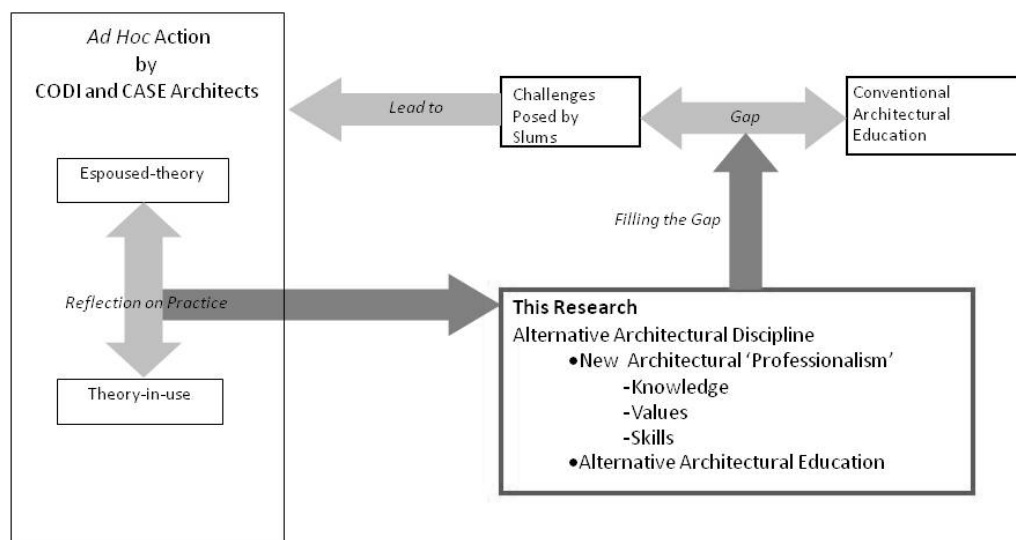 Ad Hoc Action
by
CODI and CASE Architects
Espoused-theory
Reflection on Practice
Theory-in-use
Lead to
Challenges
Posed by
Slums
Gap
Conventional
Architectural
Education
Filling the Gap
This Research
Alternative Architectural Discipline
•New Architectural ‘Professionalism’
-Knowledge
-Values
-Skills
•Alternative Architectural Education